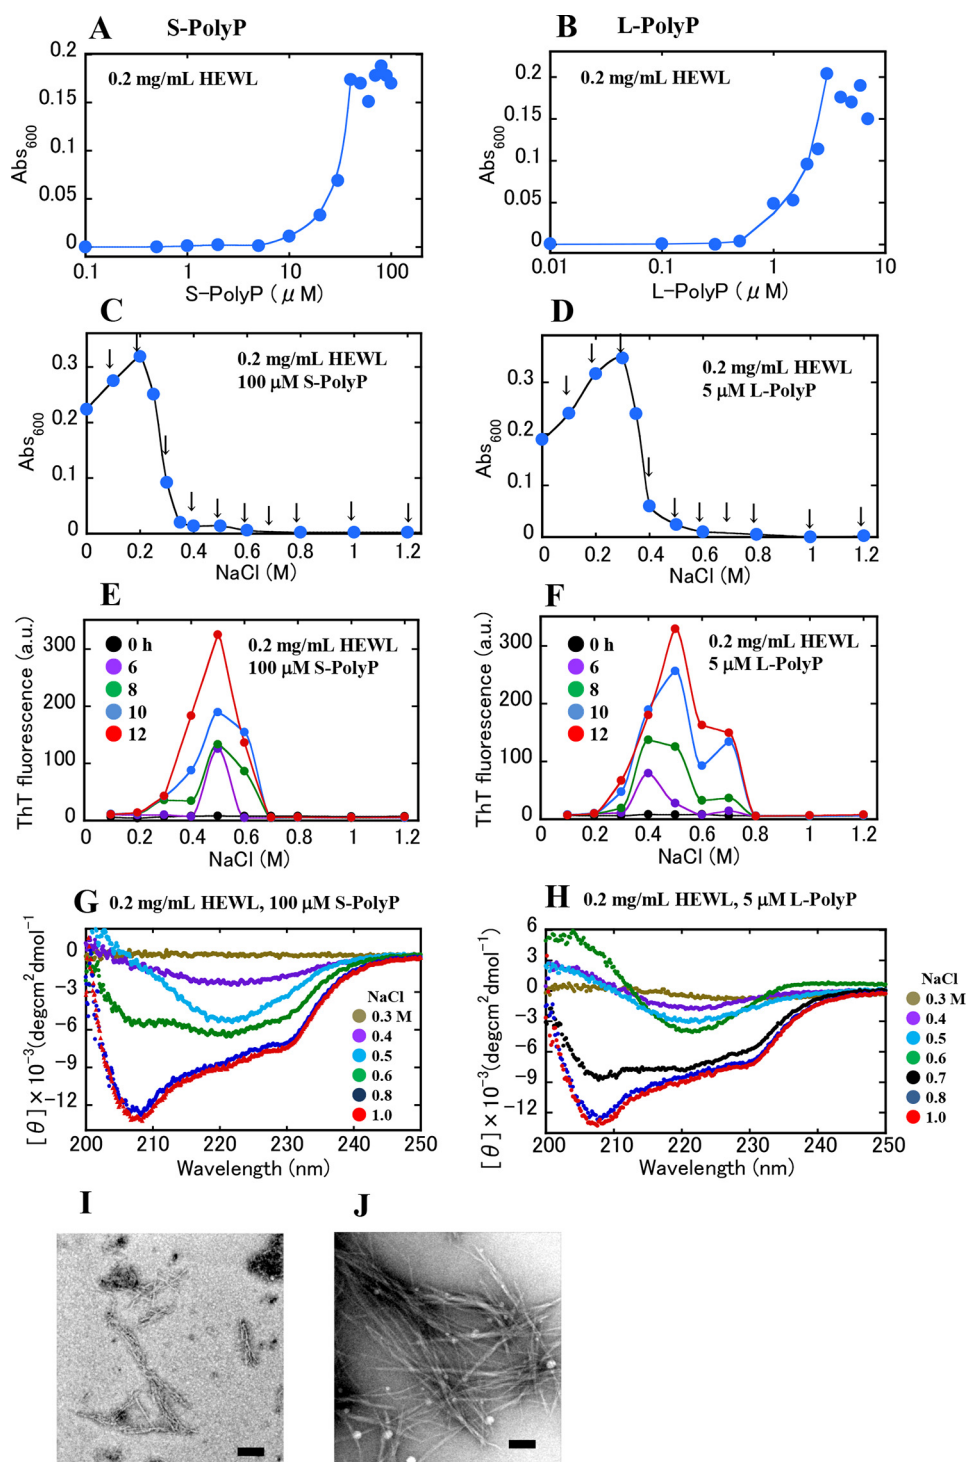 A S-PolyP
B L-PolyP
0.2 mg/mL HEWL
Abs600
0.2
0.15
0.1
0.05
0
0.1 1 10 100
S-PolyP (μM)
0.2 mg/mL HEWL
Abs600
0.2
0.15
0.1
0.05
0
0.01 0.1 1 10
L-PolyP (μM)
C
0.2 mg/mL HEWL
100 μM S-PolyP
Abs600
0.3
0.2
0.1
0
0 0.2 0.4 0.6 0.8 1 1.2
NaCl (M)
D
0.2 mg/mL HEWL
5 μM L-PolyP
Abs600
0.3
0.2
0.1
0
0 0.2 0.4 0.6 0.8 1 1.2
NaCl (M)
E
0.2 mg/mL HEWL
100 μM S-PolyP
0 h
6
8
10
12
ThT fluorescence (a.u.)
300
200
100
0
0 0.2 0.4 0.6 0.8 1.0 1.2
NaCl (M)
F
0.2 mg/mL HEWL
5 μM L-PolyP
0 h
6
8
10
12
ThT fluorescence (a.u.)
300
200
100
0
0 0.2 0.4 0.6 0.8 1.0 1.2
NaCl (M)
G 0.2 mg/mL HEWL, 100 μM S-PolyP
[θ]×10−3(degcm2dmol−1)
0
−3
−6
−9
−12
200 210 220 230 240 250
Wavelength (nm)
NaCl
0.3 M
0.4
0.5
0.6
0.8
1.0
H 0.2 mg/mL HEWL, 5 μM L-PolyP
[θ]×10−3(degcm2dmol−1)
6
3
0
−3
−6
−9
−12
200 210 220 230 240 250
Wavelength (nm)
NaCl
0.3 M
0.4
0.5
0.6
0.7
0.8
1.0
I
J